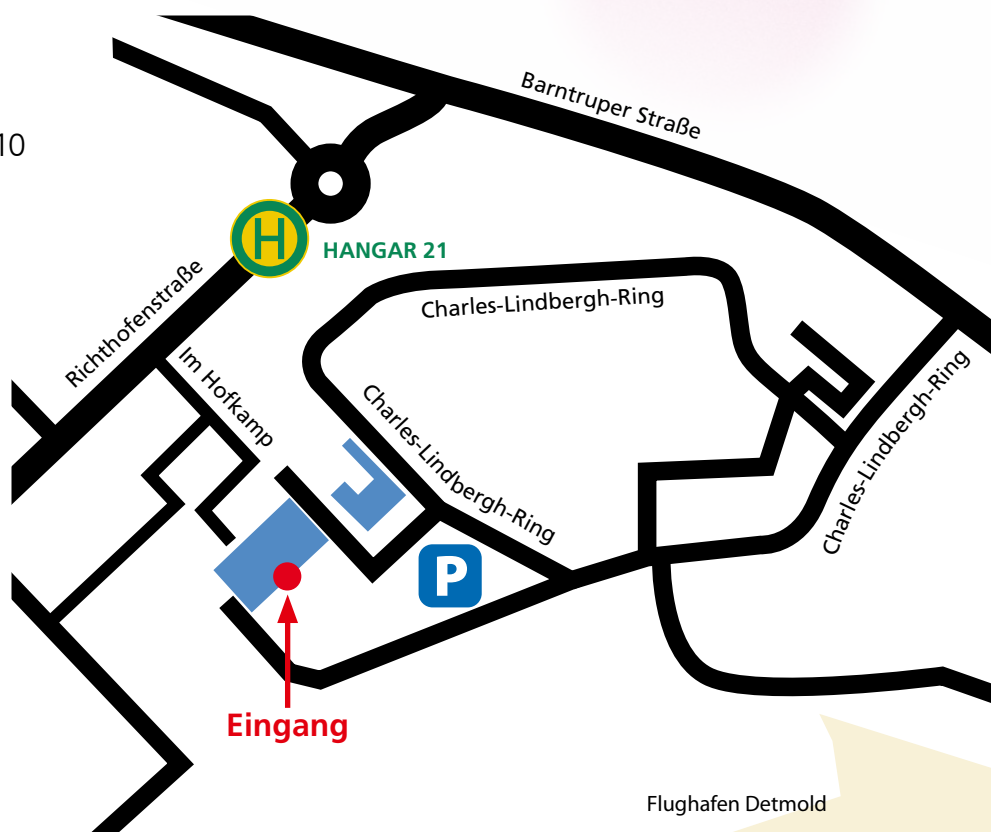 Barntruper Straße
10
H
HANGAR 21
Richthofenstraße
Charles-Lindbergh-Ring
Im Hofkamp
Charles-Lindbergh-Ring
Charles-Lindbergh-Ring
P
Eingang
Flughafen Detmold